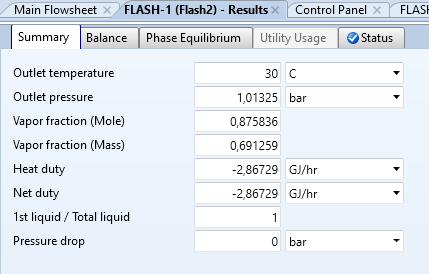 Main Flowsheet × FLASH-1 (Flash2) - Results × Control Panel × FLASH
Summary Balance Phase Equilibrium Utility Usage Status
Outlet temperature 30 C
Outlet pressure 1,01325 bar
Vapor fraction (Mole) 0,875836
Vapor fraction (Mass) 0,691259
Heat duty -2,86729 GJ/hr
Net duty -2,86729 GJ/hr
1st liquid / Total liquid 1
Pressure drop 0 bar